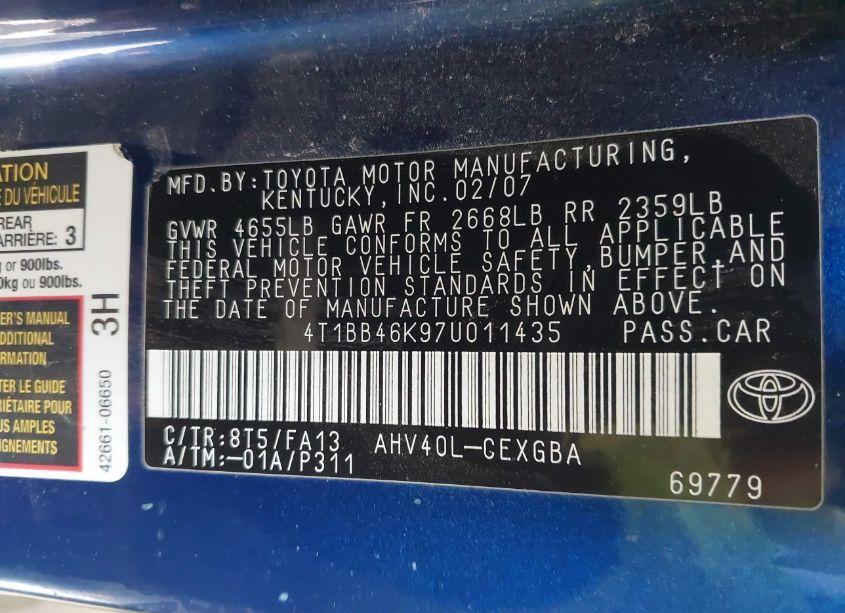 ATION
E DU VÉHICULE
REAR
ARRIÈRE: 3
g or 900lbs.
0kg ou 900lbs.
ER'S MANUAL
ADDITIONAL
FORMATION
TER LE GUIDE
RIÉTAIRE POUR
US AMPLES
IGNEMENTS
42661-06650
3H
MFD.BY:TOYOTA MOTOR MANUFACTURING,
KENTUCKY,INC.02/07
GVWR 4655LB GAWR FR 2668LB RR 2359LB
THIS VEHICLE CONFORMS TO ALL APPLICABLE
FEDERAL MOTOR VEHICLE SAFETY,BUMPER,AND
THEFT PREVENTION STANDARDS IN EFFECT ON
THE DATE OF MANUFACTURE SHOWN ABOVE.
4T1BB46K97U011435 PASS.CAR
C/TR:8T5/FA13 AHV40L-CEXGBA
A/TM:-01A/P311
69779